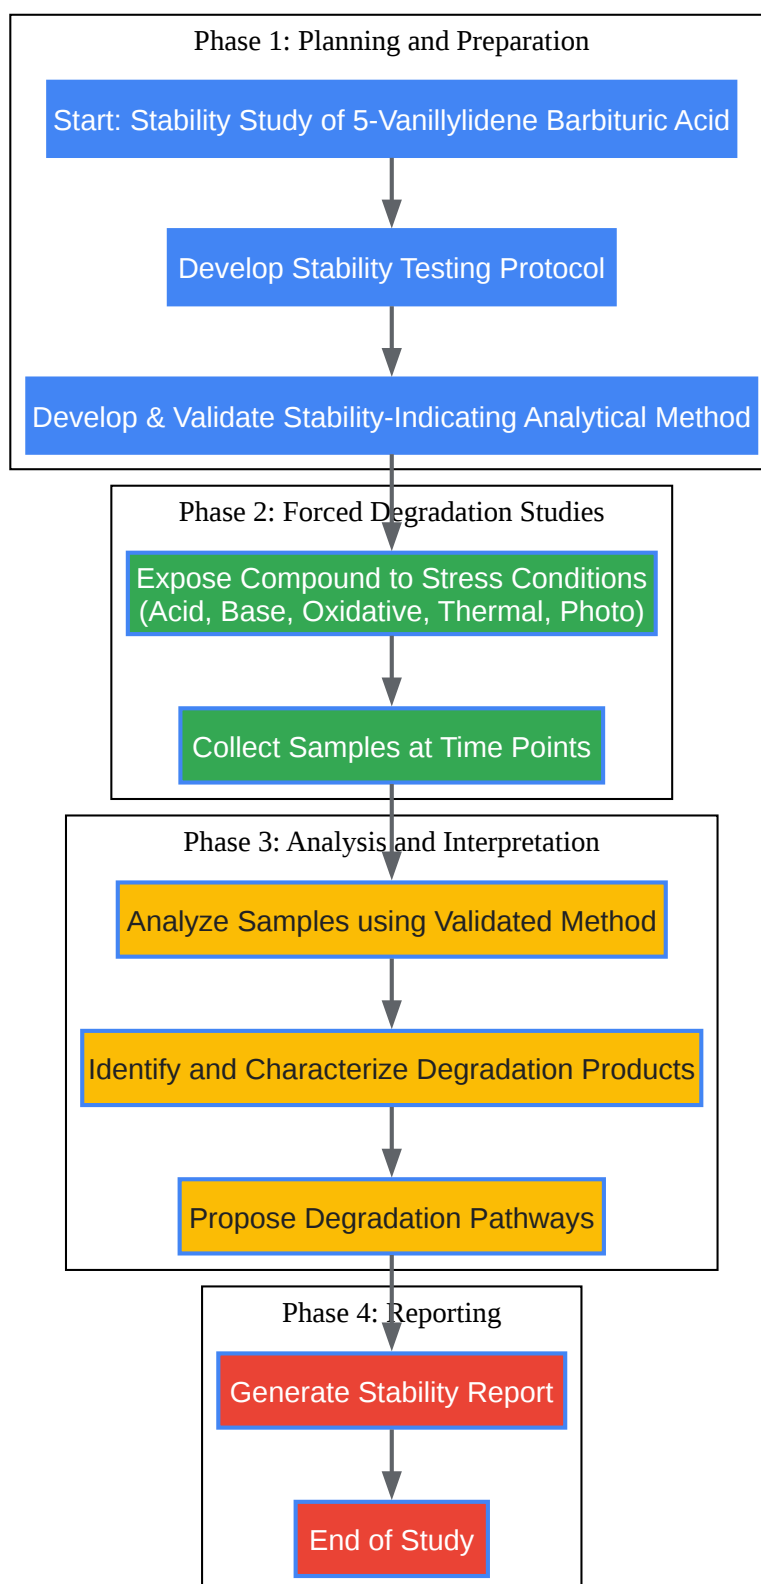 Phase 1: Planning and Preparation
Start: Stability Study of 5-Vanillylidene Barbituric Acid
Develop Stability Testing Protocol
Develop & Validate Stability-Indicating Analytical Method
Phase 2: Forced Degradation Studies
Expose Compound to Stress Conditions
(Acid, Base, Oxidative, Thermal, Photo)
Collect Samples at Time Points
Phase 3: Analysis and Interpretation
Analyze Samples using Validated Method
Identify and Characterize Degradation Products
Propose Degradation Pathways
Phase 4: Reporting
Generate Stability Report
End of Study